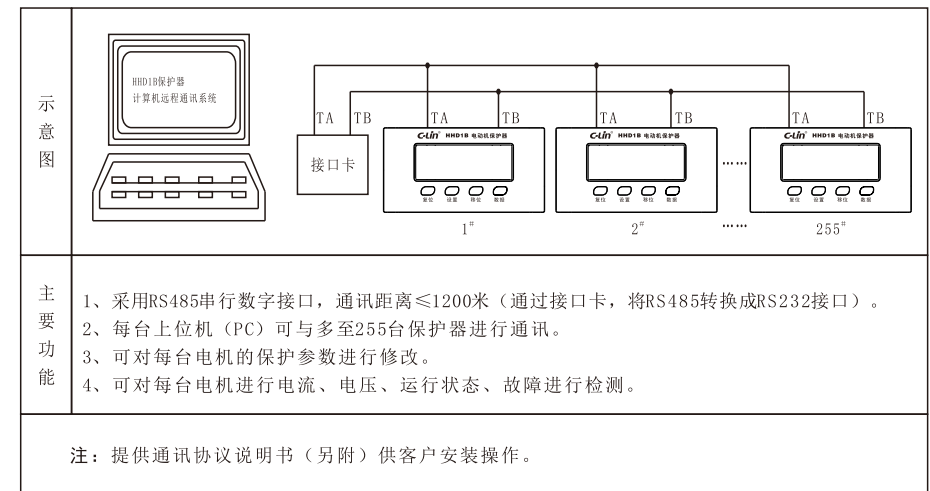 示意图
HHD1B保护器
计算机远程通讯系统
TA TB TA TB TA TB TA TB
接口卡
C-Lin HHD1B 电动机保护器
复位 设置 移位 数据
1#
C-Lin HHD1B 电动机保护器
复位 设置 移位 数据
2#
……
……
C-Lin HHD1B 电动机保护器
复位 设置 移位 数据
255#
主要功能
1、采用RS485串行数字接口，通讯距离≤1200米（通过接口卡，将RS485转换成RS232接口）。
2、每台上位机（PC）可与多至255台保护器进行通讯。
3、可对每台电机的保护参数进行修改。
4、可对每台电机进行电流、电压、运行状态、故障进行检测。
注：提供通讯协议说明书（另附）供客户安装操作。